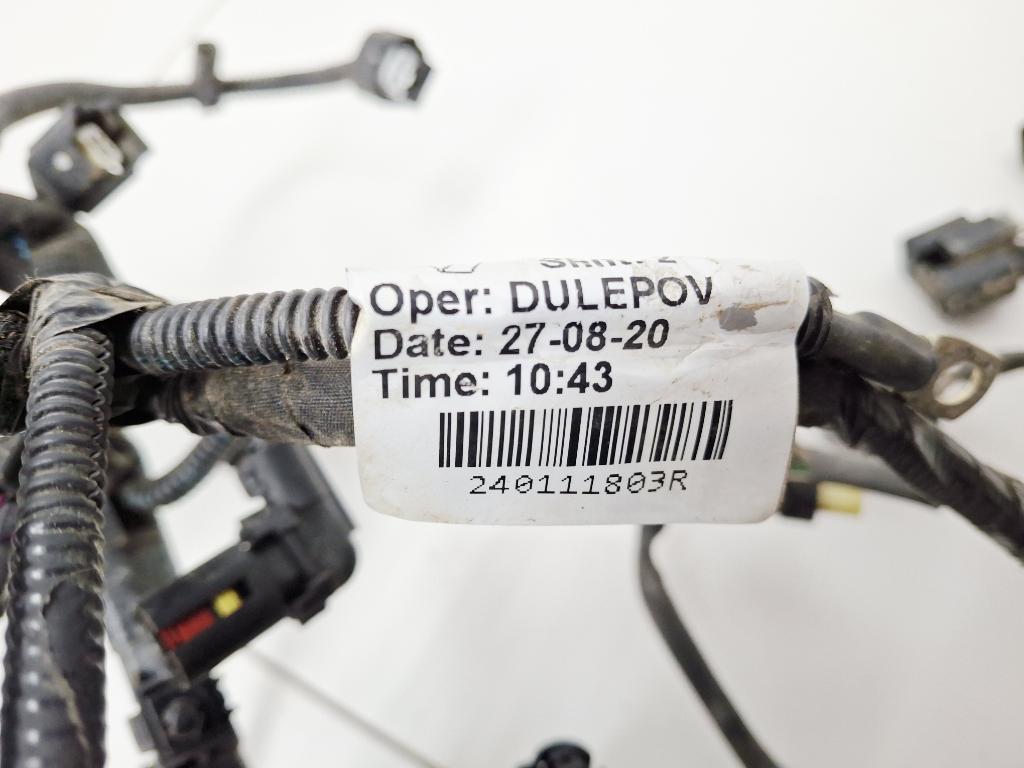 Oper: DULEPOV
Date: 27-08-20
Time: 10:43
240111803R